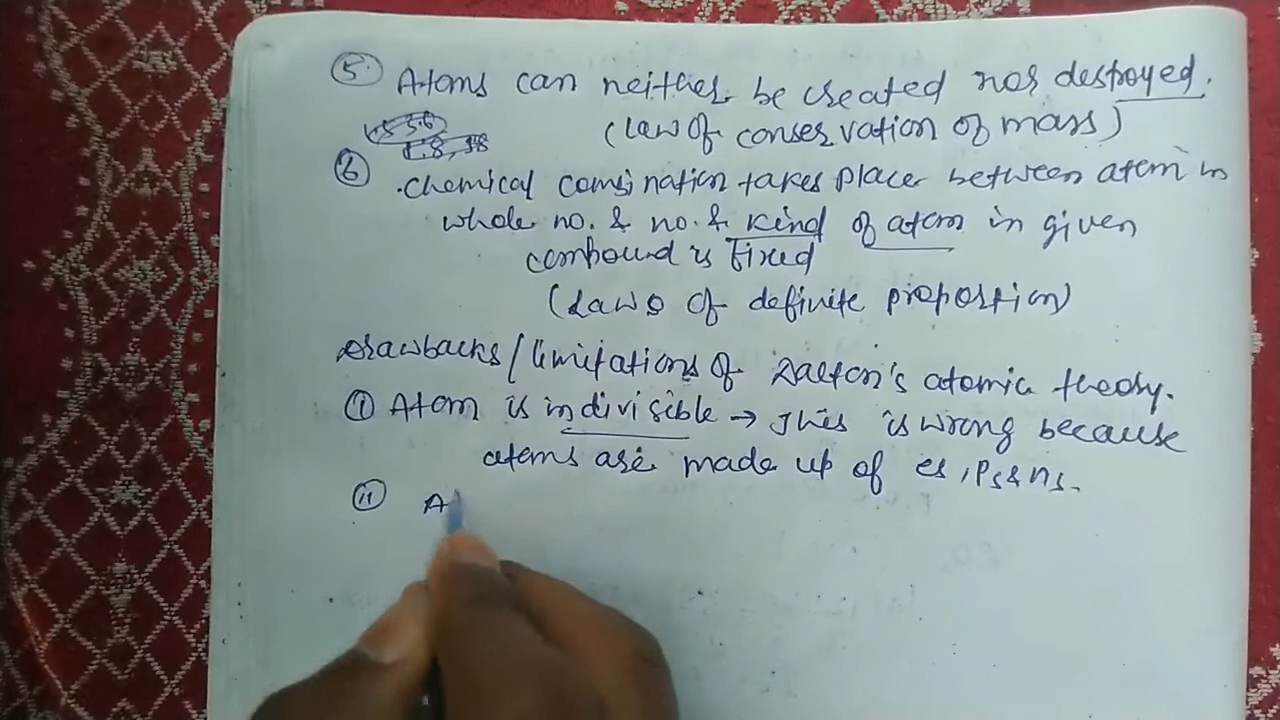 ⑤ Atoms can neither be created nor destroyed.
(Law of conservation of mass)
⑥ Chemical combination takes place between atom in
whole no. & no. & kind of atom in given
compound is fixed
(Laws of definite proportion)
Drawbacks / limitations of Dalton's atomic theory.
① Atom is indivisible → This is wrong because
atoms are made up of es, Ps & ns.
⑪ A